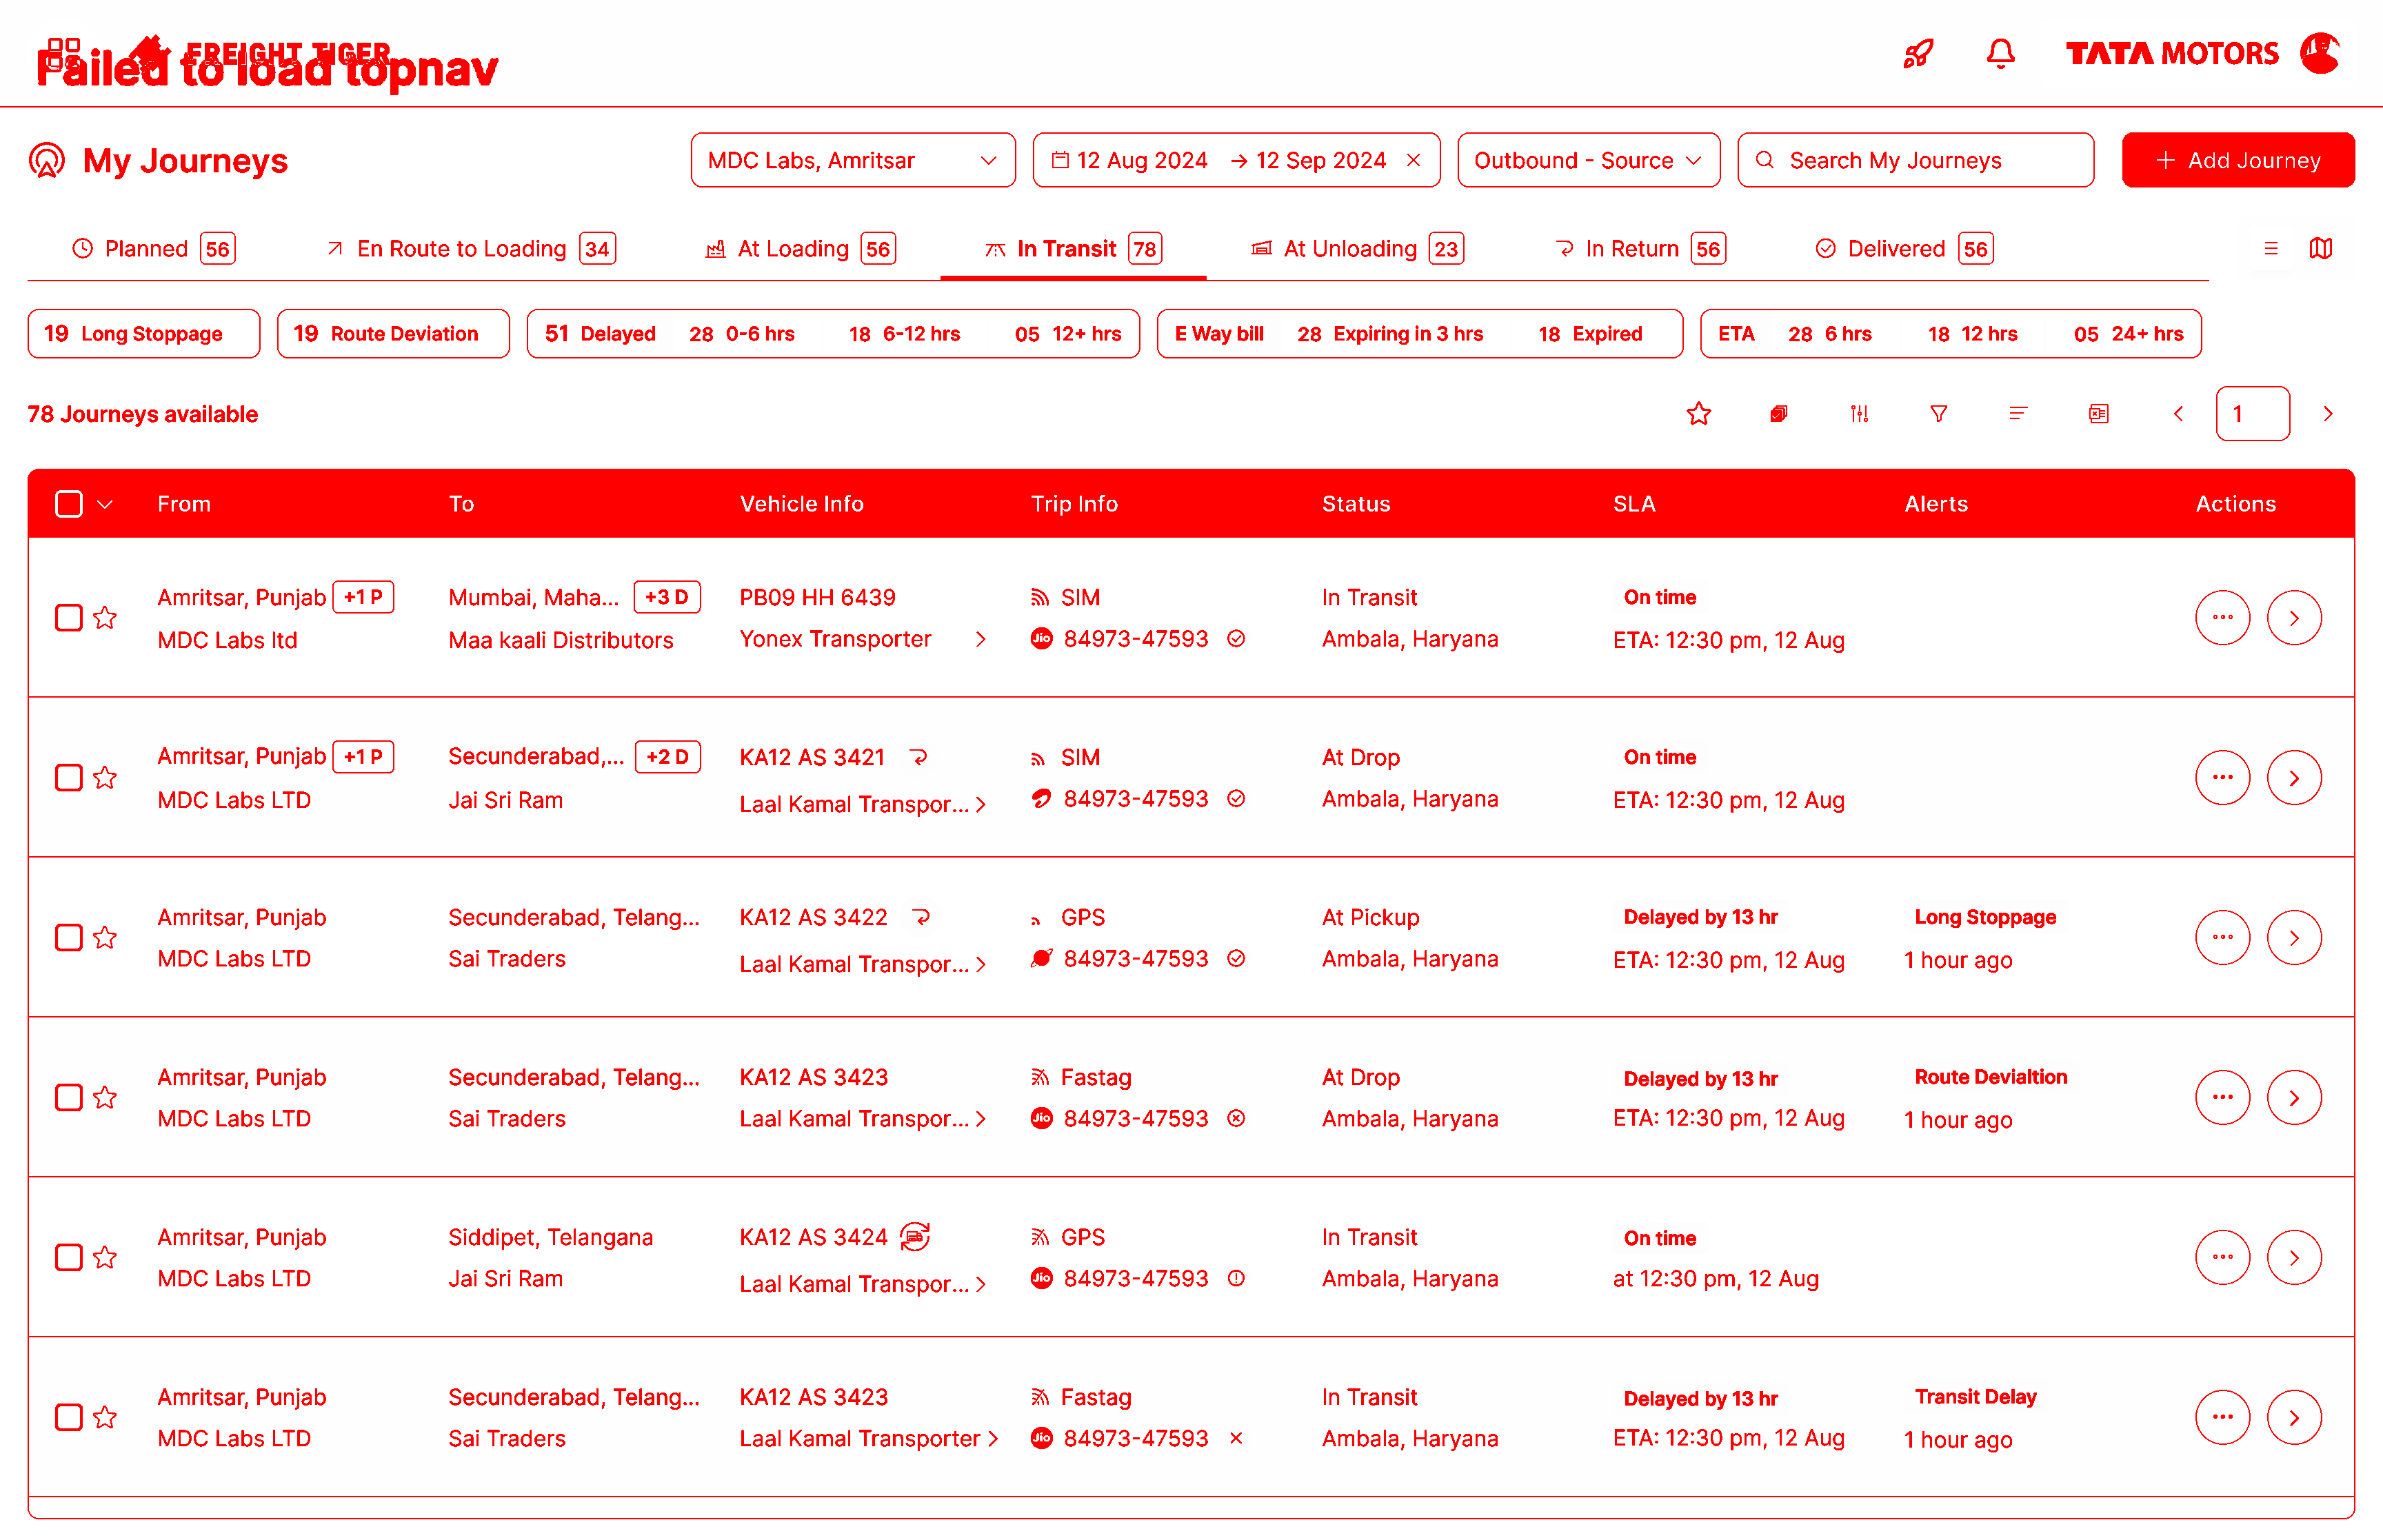 FREIGHT TIGER
Failed to load topnav
TATA MOTORS
My Journeys
MDC Labs, Amritsar
12 Aug 2024 → 12 Sep 2024
Outbound - Source
Search My Journeys
+ Add Journey
Planned 56
En Route to Loading 34
At Loading 56
In Transit 78
At Unloading 23
In Return 56
Delivered 56
19 Long Stoppage
19 Route Deviation
51 Delayed 28 0-6 hrs 18 6-12 hrs 05 12+ hrs
E Way bill 28 Expiring in 3 hrs 18 Expired
ETA 28 6 hrs 18 12 hrs 05 24+ hrs
78 Journeys available
1
From To Vehicle Info Trip Info Status SLA Alerts Actions
Amritsar, Punjab +1 P Mumbai, Maha... +3 D PB09 HH 6439 SIM In Transit On time
MDC Labs ltd Maa kaali Distributors Yonex Transporter Jio 84973-47593 Ambala, Haryana ETA: 12:30 pm, 12 Aug
Amritsar, Punjab +1 P Secunderabad,... +2 D KA12 AS 3421 SIM At Drop On time
MDC Labs LTD Jai Sri Ram Laal Kamal Transpor... 84973-47593 Ambala, Haryana ETA: 12:30 pm, 12 Aug
Amritsar, Punjab Secunderabad, Telang... KA12 AS 3422 GPS At Pickup Delayed by 13 hr Long Stoppage
MDC Labs LTD Sai Traders Laal Kamal Transpor... 84973-47593 Ambala, Haryana ETA: 12:30 pm, 12 Aug 1 hour ago
Amritsar, Punjab Secunderabad, Telang... KA12 AS 3423 Fastag At Drop Delayed by 13 hr Route Devialtion
MDC Labs LTD Sai Traders Laal Kamal Transpor... Jio 84973-47593 Ambala, Haryana ETA: 12:30 pm, 12 Aug 1 hour ago
Amritsar, Punjab Siddipet, Telangana KA12 AS 3424 GPS In Transit On time
MDC Labs LTD Jai Sri Ram Laal Kamal Transpor... Jio 84973-47593 Ambala, Haryana at 12:30 pm, 12 Aug
Amritsar, Punjab Secunderabad, Telang... KA12 AS 3423 Fastag In Transit Delayed by 13 hr Transit Delay
MDC Labs LTD Sai Traders Laal Kamal Transporter Jio 84973-47593 Ambala, Haryana ETA: 12:30 pm, 12 Aug 1 hour ago